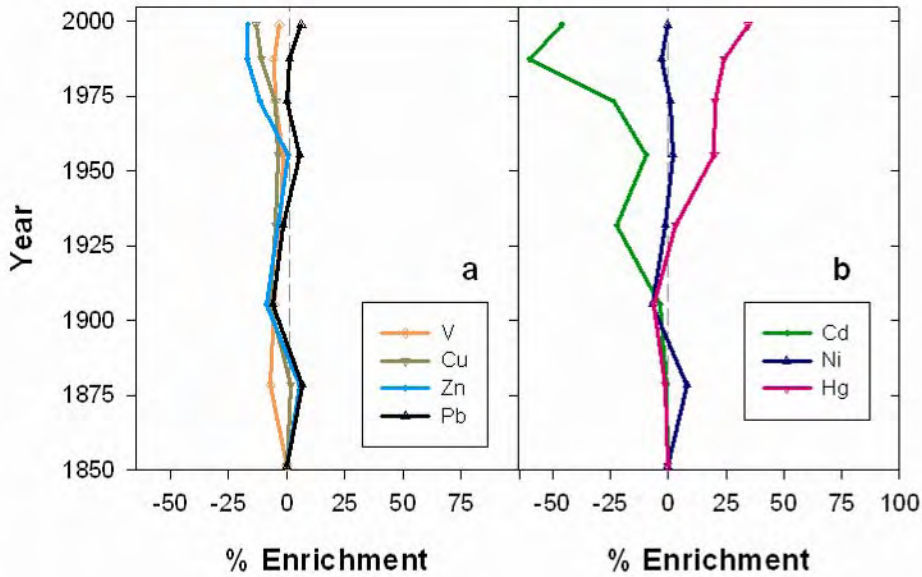 Year
2000
1975
1950
1925
1900
1875
1850
a
V
Cu
Zn
Pb
-50 -25 0 25 50 75
% Enrichment
b
Cd
Ni
Hg
-50 -25 0 25 50 75 100
% Enrichment